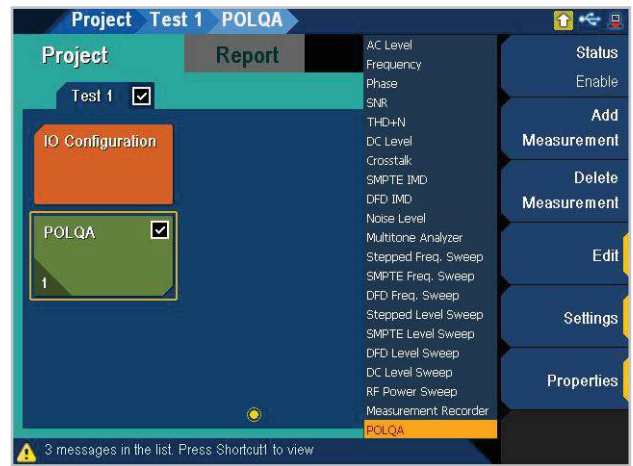 Project Test 1 POLQA
Project
Report
Test 1
IO Configuration
POLQA
1
AC Level
Frequency
Phase
SNR
THD+N
DC Level
Crosstalk
SMPTE IMD
DFD IMD
Noise Level
Multitone Analyzer
Stepped Freq. Sweep
SMPTE Freq. Sweep
DFD Freq. Sweep
Stepped Level Sweep
SMPTE Level Sweep
DFD Level Sweep
DC Level Sweep
RF Power Sweep
Measurement Recorder
POLQA
Status
Enable
Add
Measurement
Delete
Measurement
Edit
Settings
Properties
3 messages in the list. Press Shortcut1 to view